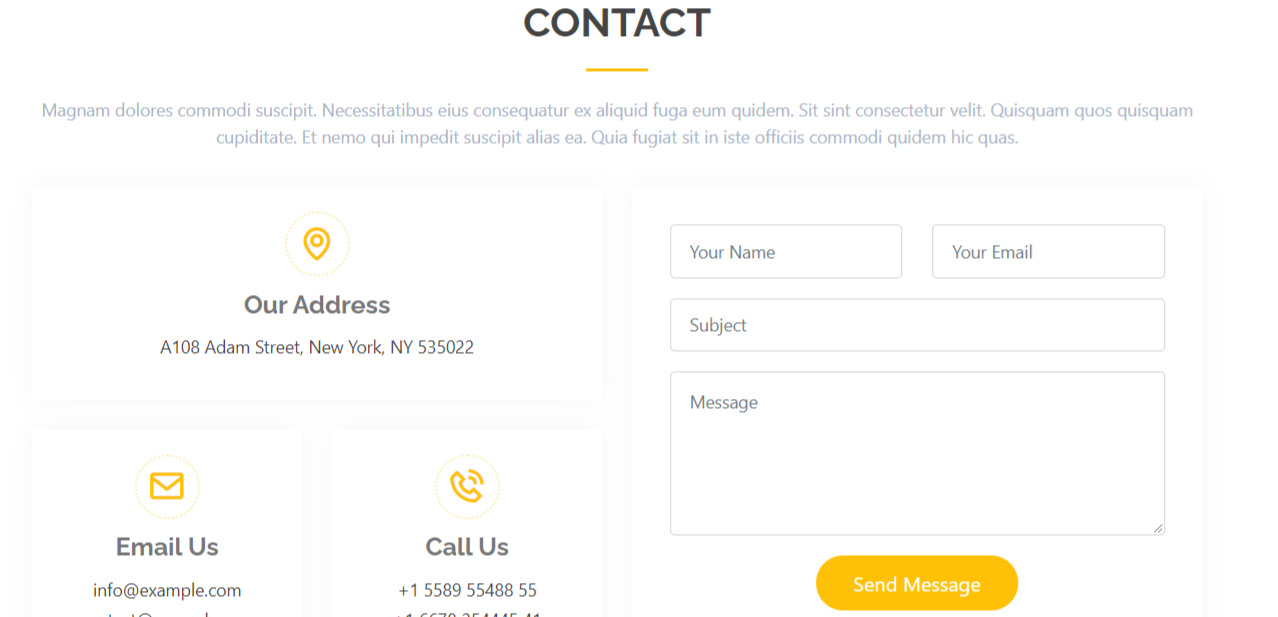 CONTACT
Magnam dolores commodi suscipit. Necessitatibus eius consequatur ex aliquid fuga eum quidem. Sit sint consectetur velit. Quisquam quos quisquam
cupiditate. Et nemo qui impedit suscipit alias ea. Quia fugiat sit in iste officiis commodi quidem hic quas.
Our Address
A108 Adam Street, New York, NY 535022
Email Us
info@example.com
Call Us
+1 5589 55488 55
Your Name
Your Email
Subject
Message
Send Message